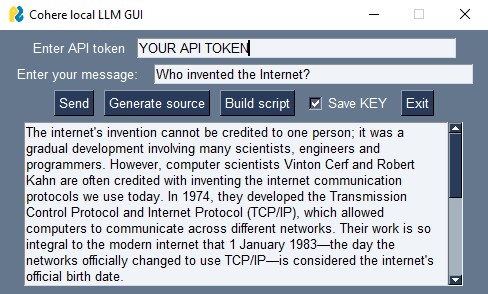 Cohere local LLM GUI
Enter API token YOUR API TOKEN
Enter your message: Who invented the Internet?
Send Generate source Build script Save KEY Exit
The internet's invention cannot be credited to one person; it was a
gradual development involving many scientists, engineers and
programmers. However, computer scientists Vinton Cerf and Robert
Kahn are often credited with inventing the internet communication
protocols we use today. In 1974, they developed the Transmission
Control Protocol and Internet Protocol (TCP/IP), which allowed
computers to communicate across different networks. Their work is so
integral to the modern internet that 1 January 1983—the day the
networks officially changed to use TCP/IP—is considered the internet's
official birth date.